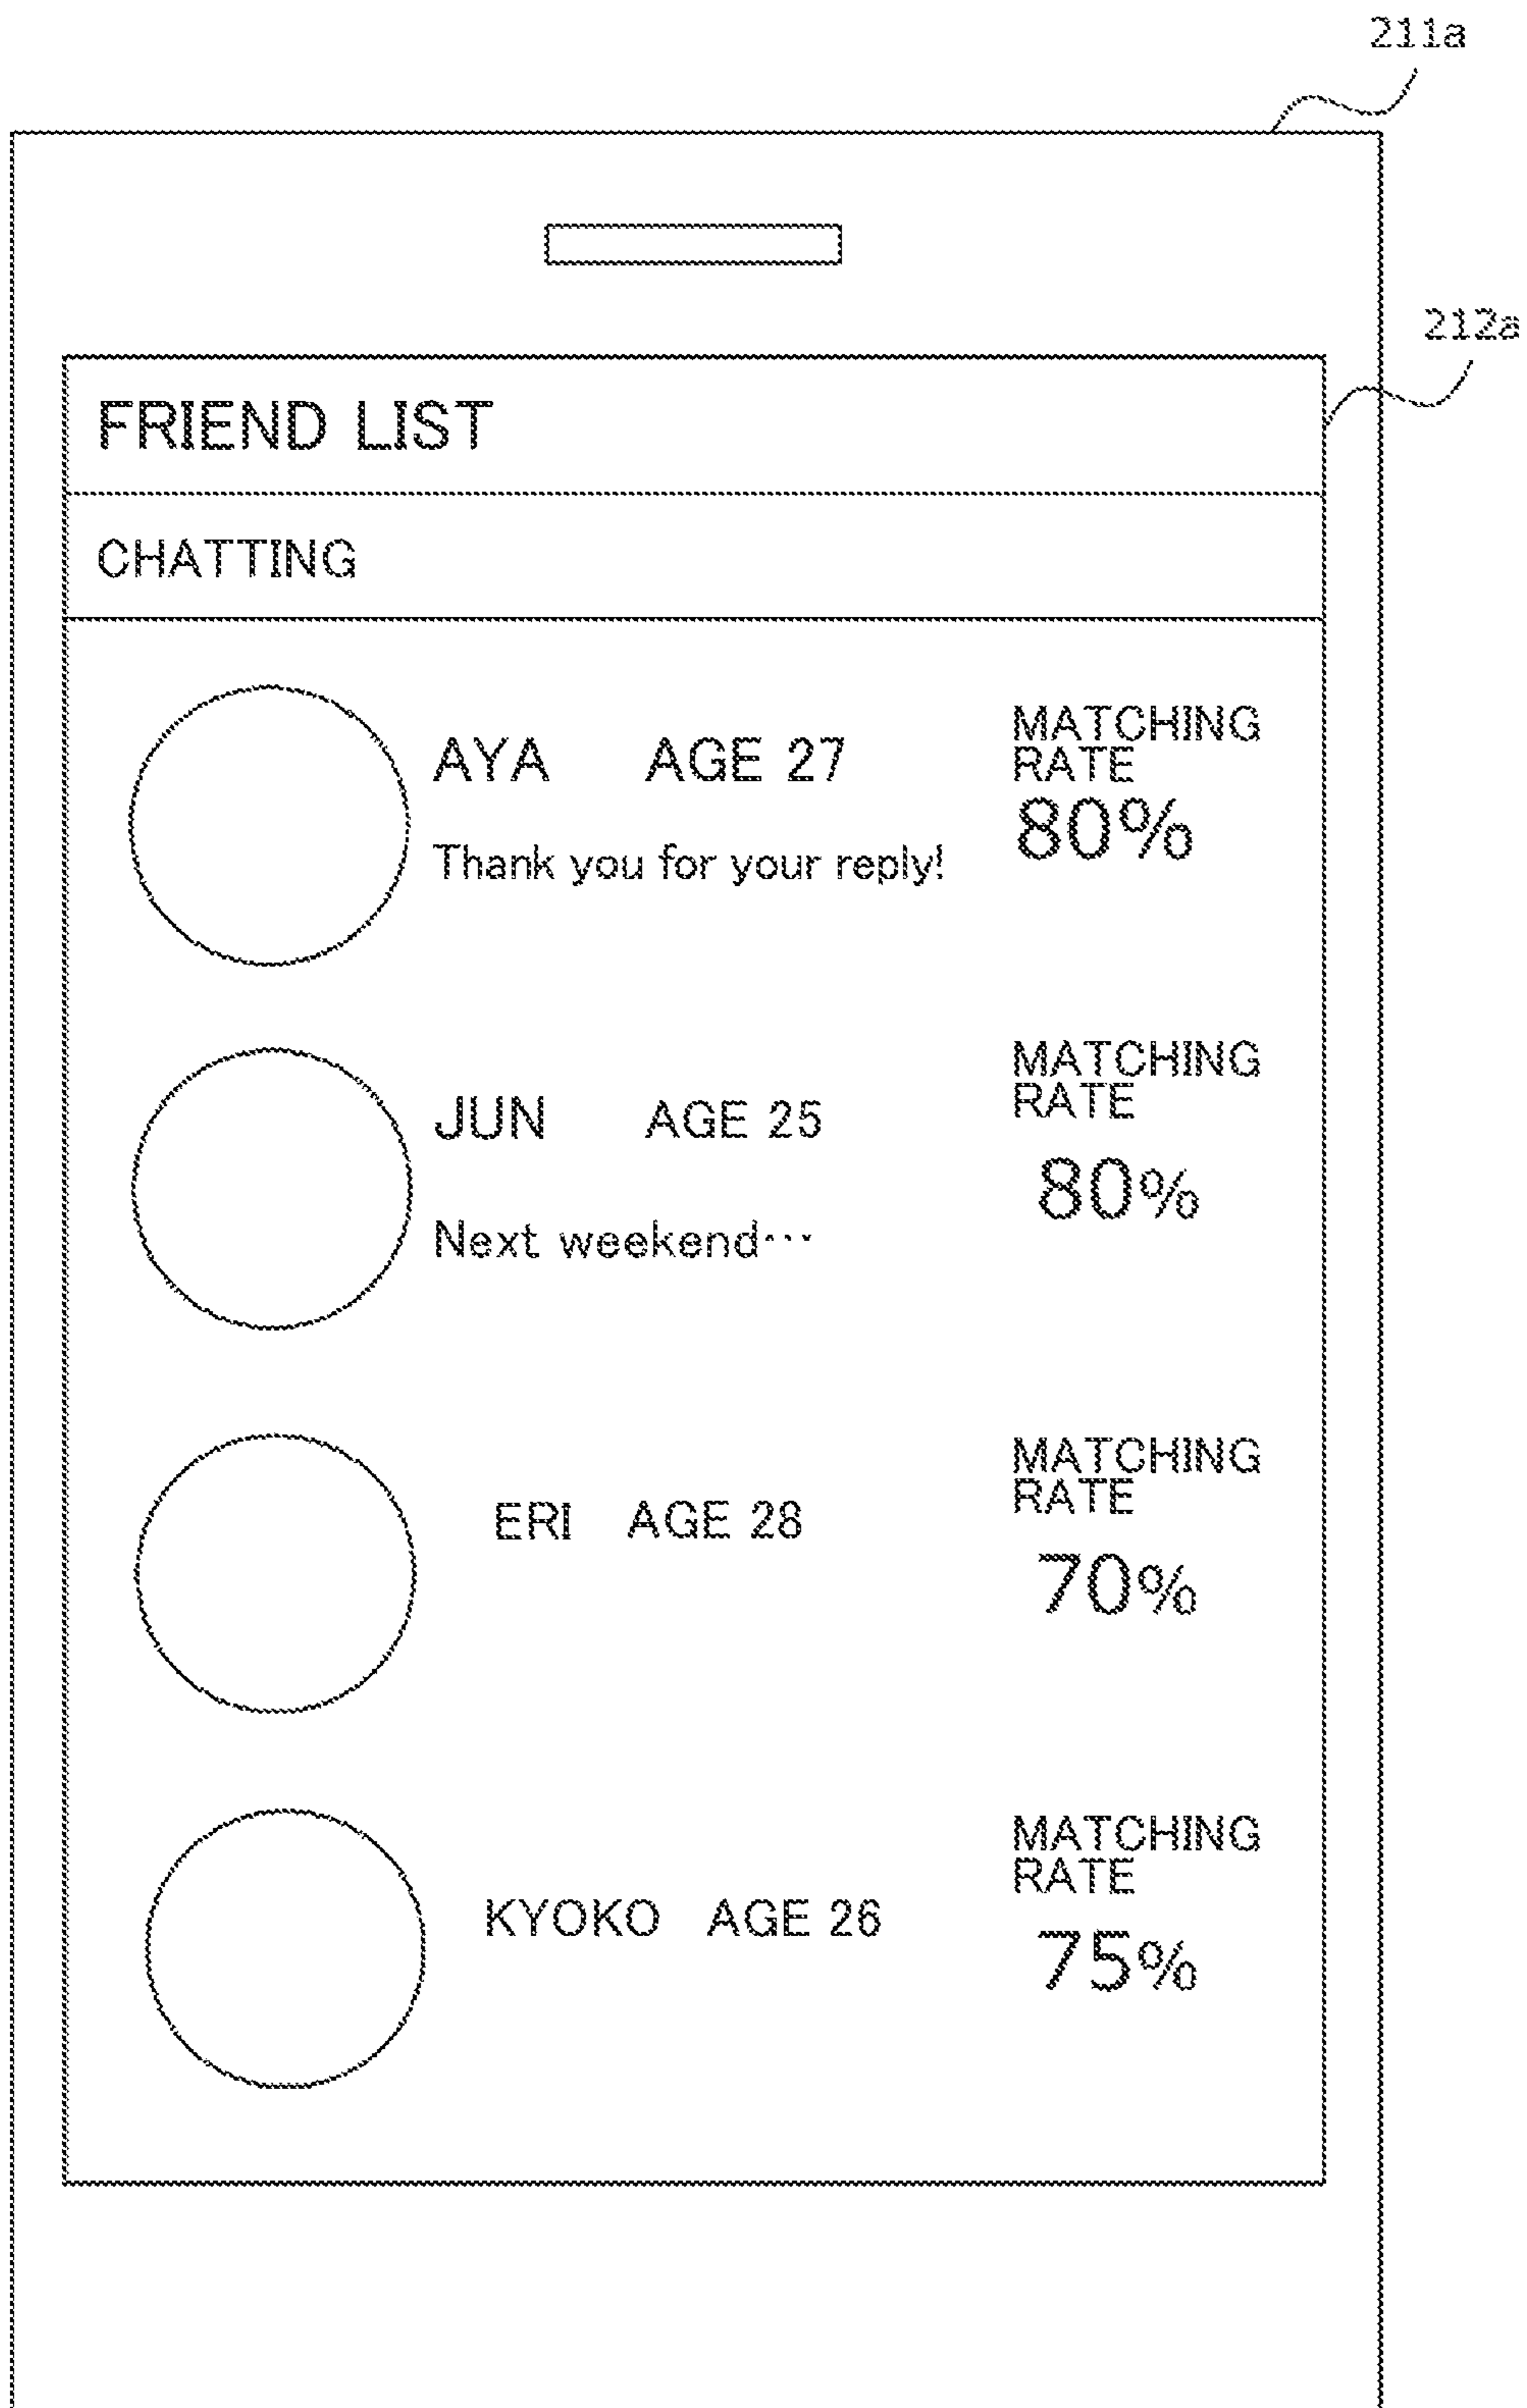 211a
212a
FRIEND LIST
CHATTING
AYA AGE 27
MATCHING
RATE
80%
Thank you for your reply!
JUN AGE 25
MATCHING
RATE
80%
Next weekend…
ERI AGE 28
MATCHING
RATE
70%
KYOKO AGE 26
MATCHING
RATE
75%